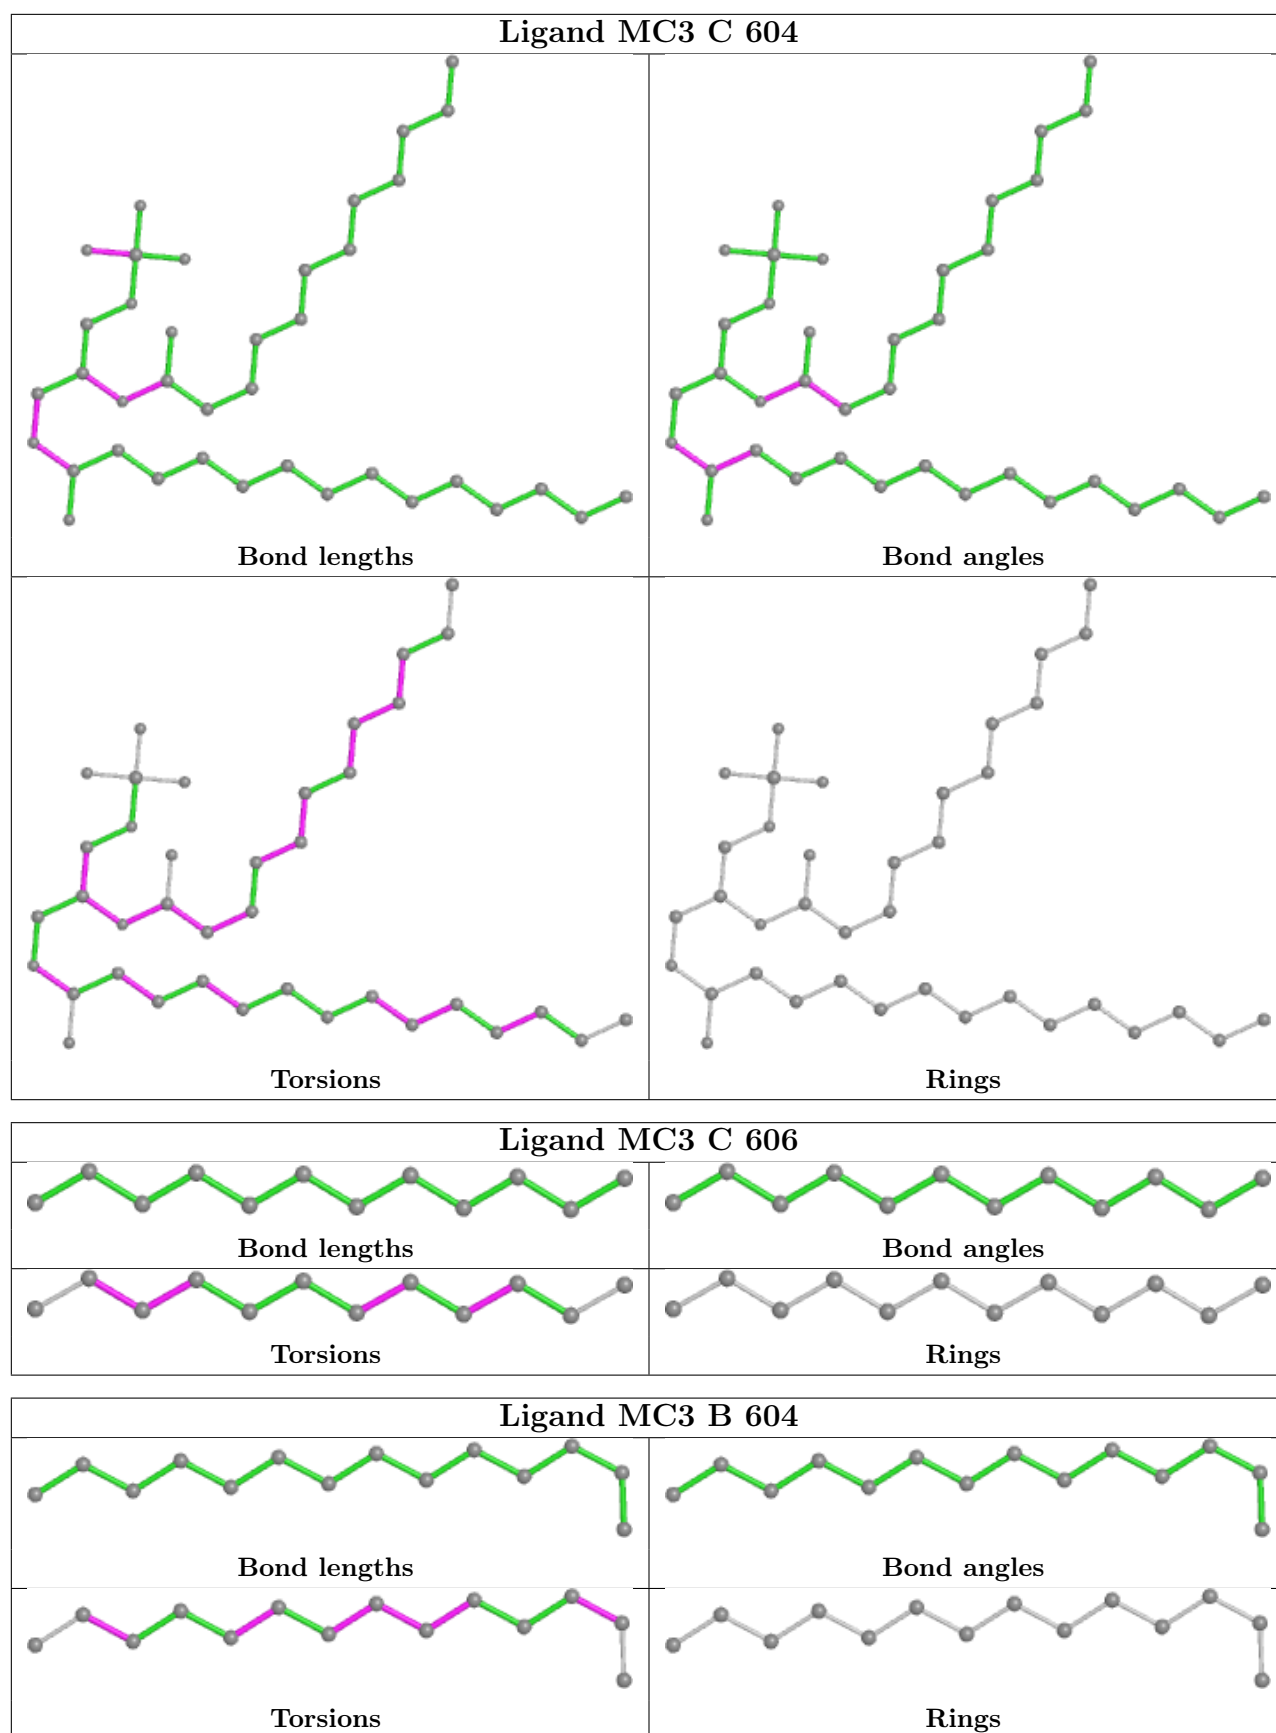 Ligand MC3 C 604
Bond lengths
Bond angles
Torsions
Rings
Ligand MC3 C 606
Bond lengths
Bond angles
Torsions
Rings
Ligand MC3 B 604
Bond lengths
Bond angles
Torsions
Rings